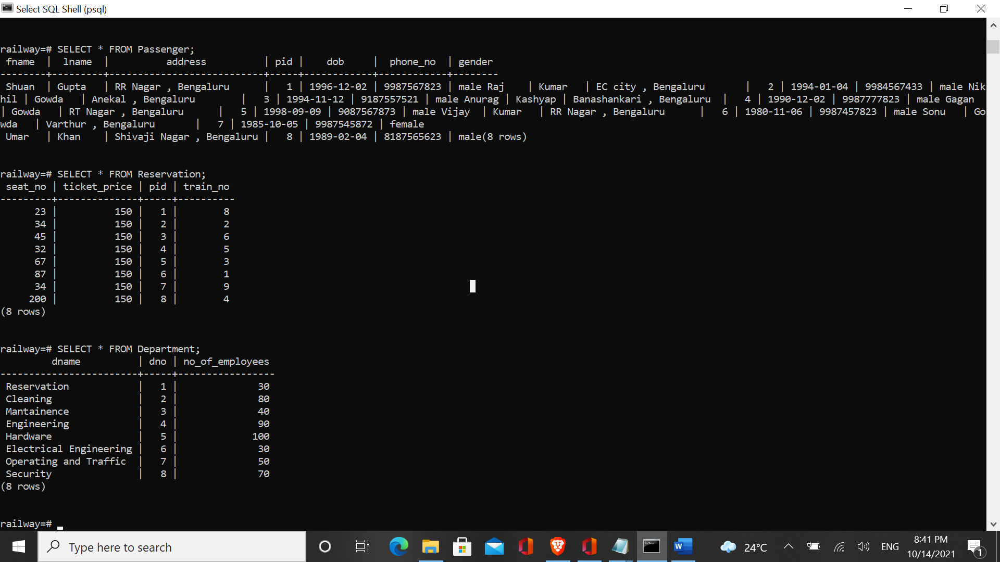 Select SQL Shell (psql)
railway=# SELECT * FROM Passenger;
 fname  |  lname  |          address          | pid |    dob     |  phone_no  | gender
--------+---------+---------------------------+-----+------------+------------+--------
 Shuan  | Gupta   | RR Nagar , Bengaluru      |   1 | 1996-12-02 | 9987567823 | male Raj    | Kumar   | EC city , Bengaluru       |   2 | 1994-01-04 | 9984567433 | male Nik
hil | Gowda   | Anekal , Bengaluru        |   3 | 1994-11-12 | 9187557521 | male Anurag | Kashyap | Banashankari , Bengaluru  |   4 | 1990-12-02 | 9987777823 | male Gagan
| Gowda   | RT Nagar , Bengaluru      |   5 | 1998-09-09 | 9087567873 | male Vijay  | Kumar   | RR Nagar , Bengaluru      |   6 | 1980-11-06 | 9987457823 | male Sonu   | Go
wda   | Varthur , Bengaluru       |   7 | 1985-10-05 | 9987545872 | female
 Umar   | Khan    | Shivaji Nagar , Bengaluru |   8 | 1989-02-04 | 8187565623 | male(8 rows)
railway=# SELECT * FROM Reservation;
 seat_no | ticket_price | pid | train_no
---------+--------------+-----+----------
      23 |          150 |   1 |        8
      34 |          150 |   2 |        2
      45 |          150 |   3 |        6
      32 |          150 |   4 |        5
      67 |          150 |   5 |        3
      87 |          150 |   6 |        1
      34 |          150 |   7 |        9
     200 |          150 |   8 |        4
(8 rows)
railway=# SELECT * FROM Department;
         dname          | dno | no_of_employees
------------------------+-----+-----------------
 Reservation            |   1 |              30
 Cleaning               |   2 |              80
 Mantainence            |   3 |              40
 Engineering            |   4 |              90
 Hardware               |   5 |             100
 Electrical Engineering |   6 |              30
 Operating and Traffic  |   7 |              50
 Security               |   8 |              70
(8 rows)
railway=#
Type here to search
24°C
ENG
8:41 PM
10/14/2021
1